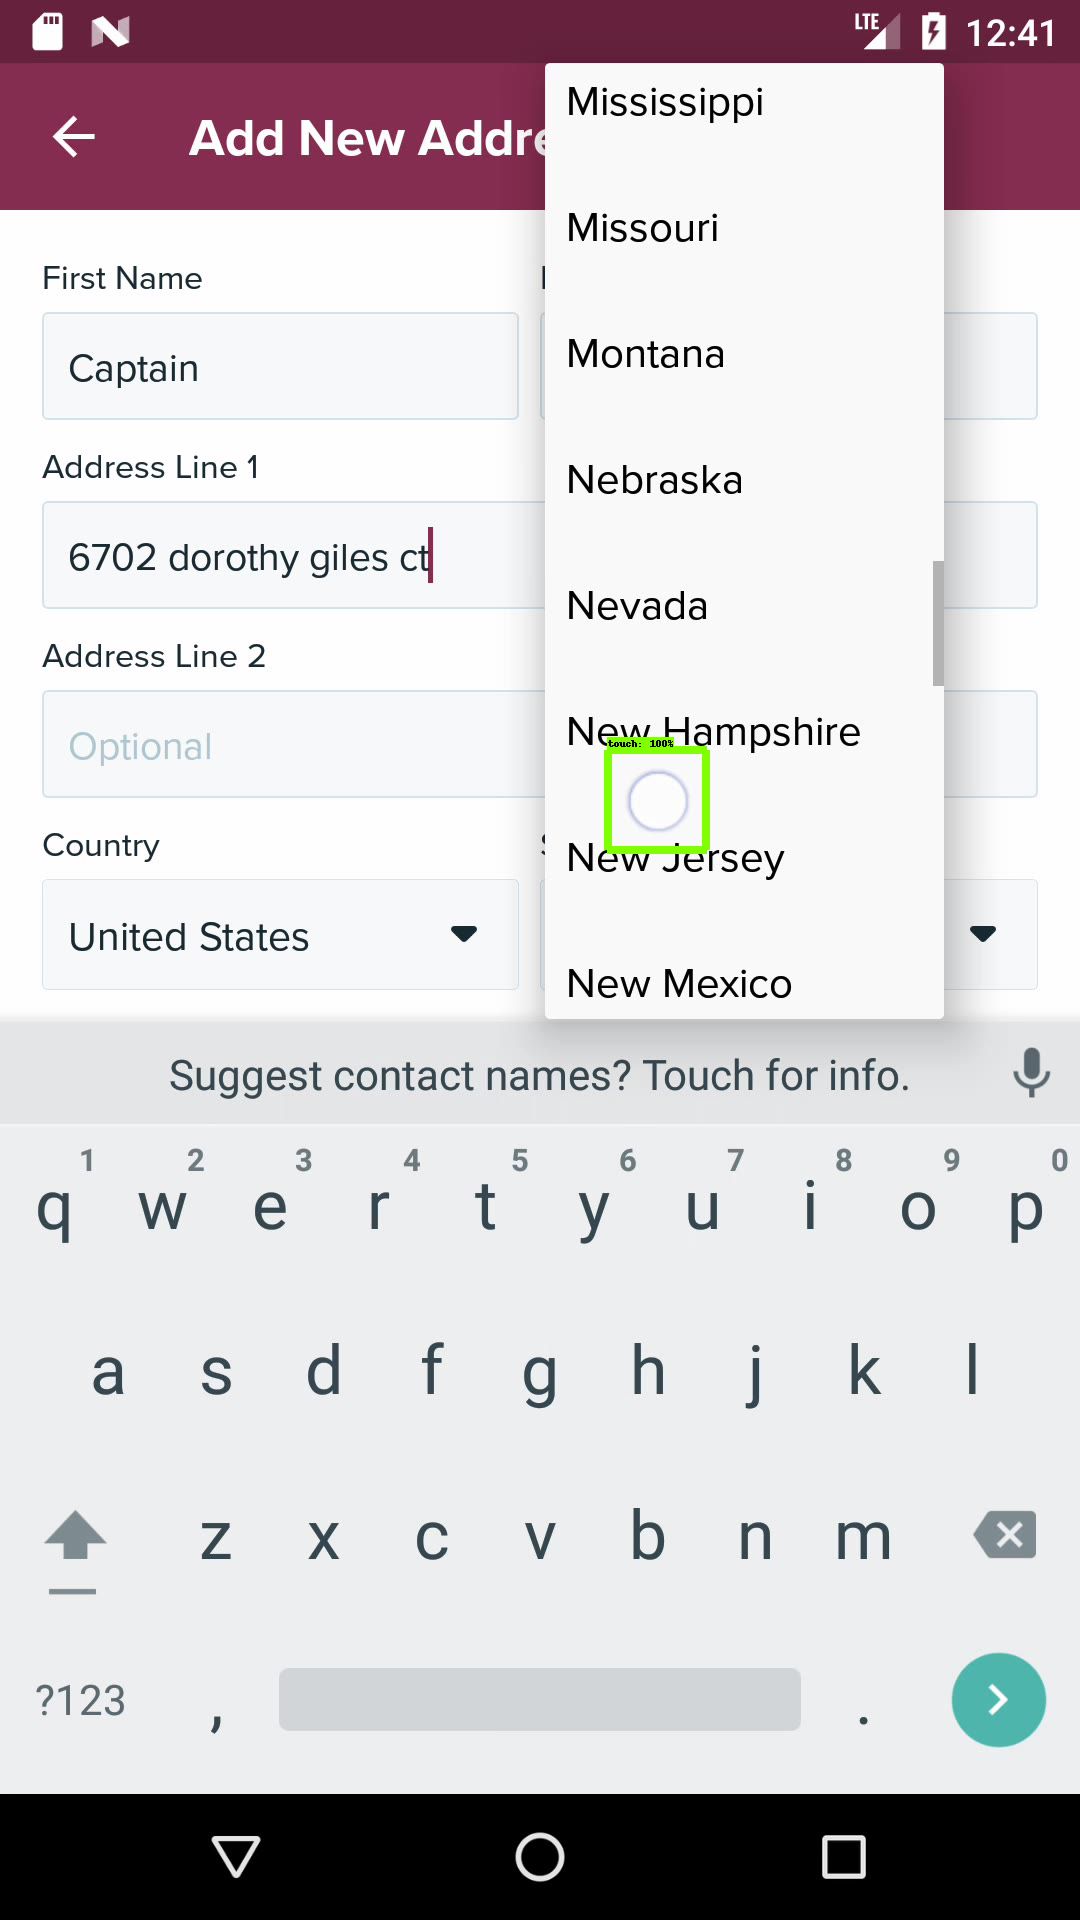 LTE 12:41
Add New Addre
Mississippi
Missouri
Montana
Nebraska
Nevada
New Hampshire
touch: 100%
New Jersey
New Mexico
First Name
Captain
Address Line 1
6702 dorothy giles ct
Address Line 2
Optional
Country
United States
Suggest contact names? Touch for info.
1 2 3 4 5 6 7 8 9 0
q w e r t y u i o p
a s d f g h j k l
z x c v b n m
?123 , .